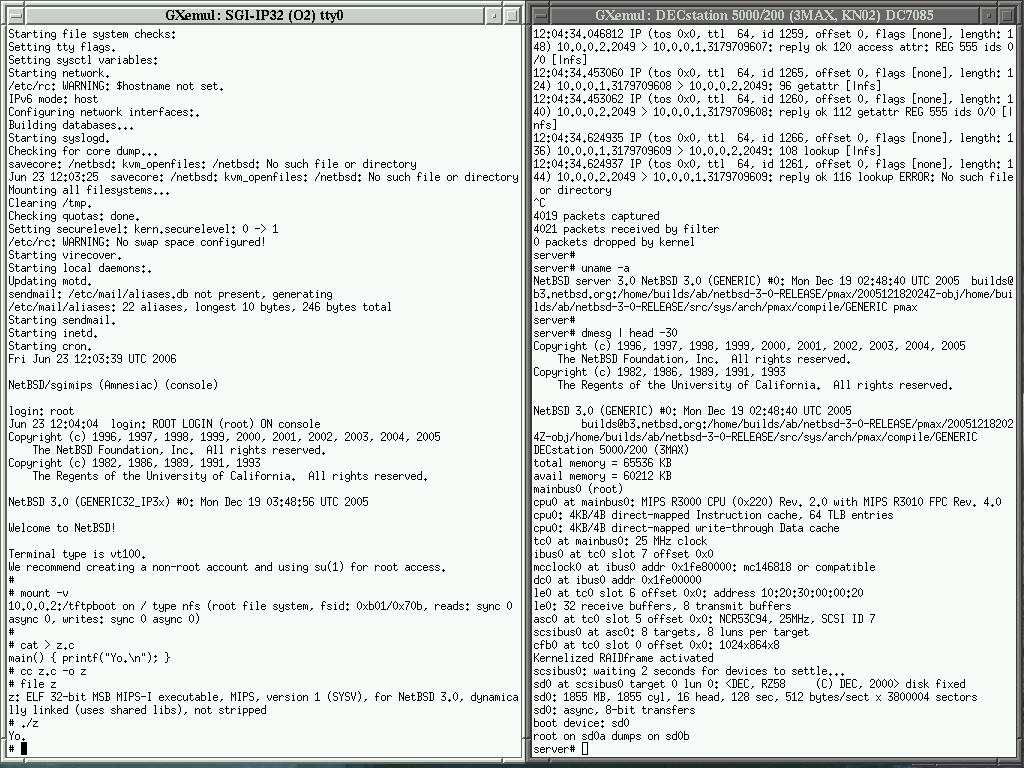 GXemul: SGI-IP32 (O2) tty0
Starting file system checks:
Setting tty flags.
Setting sysctl variables:
Starting network.
/etc/rc: WARNING: $hostname not set.
IPv6 mode: host
Configuring network interfaces:.
Building databases...
Starting syslogd.
Checking for core dump...
savecore: /netbsd: kvm_openfiles: /netbsd: No such file or directory
Jun 23 12:03:25  savecore: /netbsd: kvm_openfiles: /netbsd: No such file or directory
Mounting all filesystems...
Clearing /tmp.
Checking quotas: done.
Setting securelevel: kern.securelevel: 0 -> 1
/etc/rc: WARNING: No swap space configured!
Starting virecover.
Starting local daemons:.
Updating motd.
sendmail: /etc/mail/aliases.db not present, generating
/etc/mail/aliases: 22 aliases, longest 10 bytes, 246 bytes total
Starting sendmail.
Starting inetd.
Starting cron.
Fri Jun 23 12:03:39 UTC 2006
NetBSD/sgimips (Amnesiac) (console)
login: root
Jun 23 12:04:04  login: ROOT LOGIN (root) ON console
Copyright (c) 1996, 1997, 1998, 1999, 2000, 2001, 2002, 2003, 2004, 2005
    The NetBSD Foundation, Inc.  All rights reserved.
Copyright (c) 1982, 1986, 1989, 1991, 1993
    The Regents of the University of California.  All rights reserved.
NetBSD 3.0 (GENERIC32_IP3x) #0: Mon Dec 19 03:48:56 UTC 2005
Welcome to NetBSD!
Terminal type is vt100.
We recommend creating a non-root account and using su(1) for root access.
#
# mount -v
10.0.0.2:/tftpboot on / type nfs (root file system, fsid: 0xb01/0x70b, reads: sync 0
async 0, writes: sync 0 async 0)
#
# cat > z.c
main() { printf("Yo.\n"); }
# cc z.c -o z
# file z
z: ELF 32-bit MSB MIPS-I executable, MIPS, version 1 (SYSV), for NetBSD 3.0, dynamica
lly linked (uses shared libs), not stripped
# ./z
Yo.
#
GXemul: DECstation 5000/200 (3MAX, KN02) DC7085
12:04:34.046812 IP (tos 0x0, ttl  64, id 1259, offset 0, flags [none], length: 1
48) 10.0.0.2.2049 > 10.0.0.1.3179709607: reply ok 120 access attr: REG 555 ids 0
/0 [|nfs]
12:04:34.453060 IP (tos 0x0, ttl  64, id 1265, offset 0, flags [none], length: 1
24) 10.0.0.1.3179709608 > 10.0.0.2.2049: 96 getattr [|nfs]
12:04:34.453062 IP (tos 0x0, ttl  64, id 1260, offset 0, flags [none], length: 1
40) 10.0.0.2.2049 > 10.0.0.1.3179709608: reply ok 112 getattr REG 555 ids 0/0 [|
nfs]
12:04:34.624935 IP (tos 0x0, ttl  64, id 1266, offset 0, flags [none], length: 1
36) 10.0.0.1.3179709609 > 10.0.0.2.2049: 108 lookup [|nfs]
12:04:34.624937 IP (tos 0x0, ttl  64, id 1261, offset 0, flags [none], length: 1
44) 10.0.0.2.2049 > 10.0.0.1.3179709609: reply ok 116 lookup ERROR: No such file
 or directory
^C
4019 packets captured
4021 packets received by filter
0 packets dropped by kernel
server#
server# uname -a
NetBSD server 3.0 NetBSD 3.0 (GENERIC) #0: Mon Dec 19 02:48:40 UTC 2005  builds@
b3.netbsd.org:/home/builds/ab/netbsd-3-0-RELEASE/pmax/200512182024Z-obj/home/bui
lds/ab/netbsd-3-0-RELEASE/src/sys/arch/pmax/compile/GENERIC pmax
server#
server# dmesg | head -30
Copyright (c) 1996, 1997, 1998, 1999, 2000, 2001, 2002, 2003, 2004, 2005
    The NetBSD Foundation, Inc.  All rights reserved.
Copyright (c) 1982, 1986, 1989, 1991, 1993
    The Regents of the University of California.  All rights reserved.
NetBSD 3.0 (GENERIC) #0: Mon Dec 19 02:48:40 UTC 2005
        builds@b3.netbsd.org:/home/builds/ab/netbsd-3-0-RELEASE/pmax/20051218202
4Z-obj/home/builds/ab/netbsd-3-0-RELEASE/src/sys/arch/pmax/compile/GENERIC
DECstation 5000/200 (3MAX)
total memory = 65536 KB
avail memory = 60212 KB
mainbus0 (root)
cpu0 at mainbus0: MIPS R3000 CPU (0x220) Rev. 2.0 with MIPS R3010 FPC Rev. 4.0
cpu0: 4KB/4B direct-mapped Instruction cache, 64 TLB entries
cpu0: 4KB/4B direct-mapped write-through Data cache
tc0 at mainbus0: 25 MHz clock
ibus0 at tc0 slot 7 offset 0x0
mcclock0 at ibus0 addr 0x1fe80000: mc146818 or compatible
dc0 at ibus0 addr 0x1fe00000
le0 at tc0 slot 6 offset 0x0: address 10:20:30:00:00:20
le0: 32 receive buffers, 8 transmit buffers
asc0 at tc0 slot 5 offset 0x0: NCR53C94, 25MHz, SCSI ID 7
scsibus0 at asc0: 8 targets, 8 luns per target
cfb0 at tc0 slot 0 offset 0x0: 1024x864x8
Kernelized RAIDframe activated
scsibus0: waiting 2 seconds for devices to settle...
sd0 at scsibus0 target 0 lun 0: <DEC, RZ58     (C) DEC, 2000> disk fixed
sd0: 1855 MB, 1855 cyl, 16 head, 128 sec, 512 bytes/sect x 3800004 sectors
sd0: async, 8-bit transfers
boot device: sd0
root on sd0a dumps on sd0b
server#